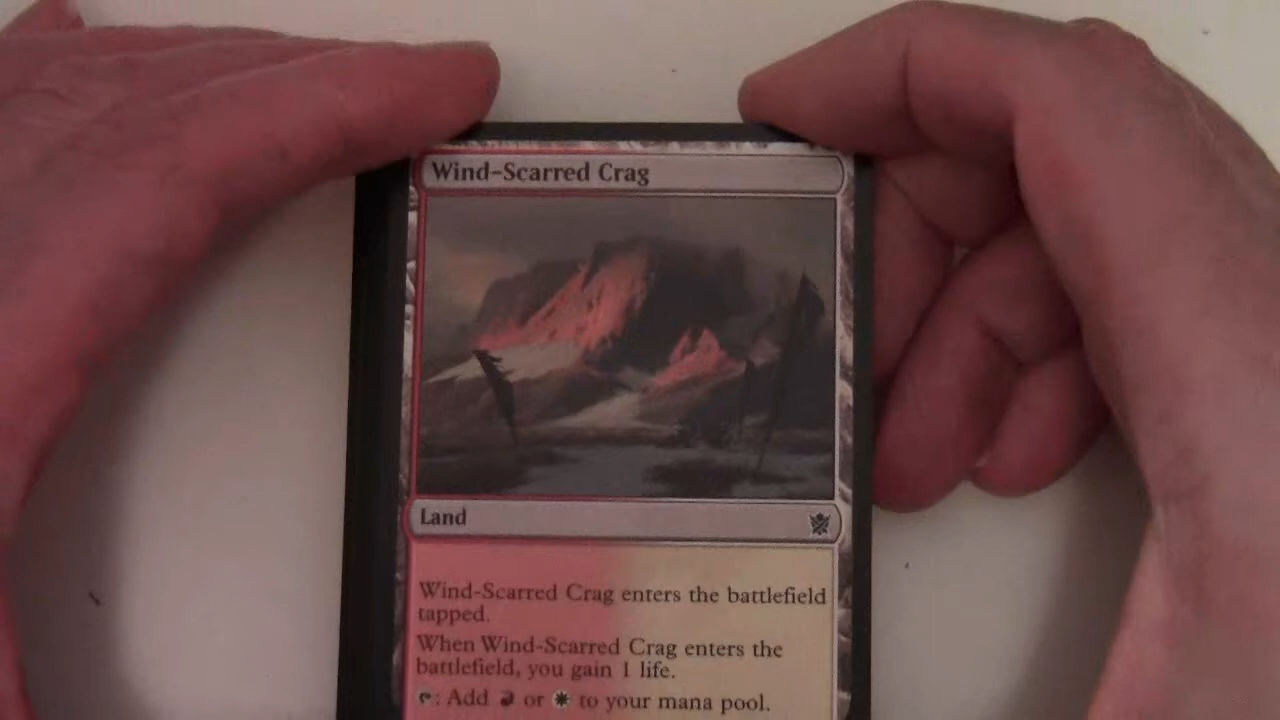 Wind-Scarred Crag
Land
Wind-Scarred Crag enters the battlefield
tapped.
When Wind-Scarred Crag enters the
battlefield, you gain 1 life.
: Add or to your mana pool.